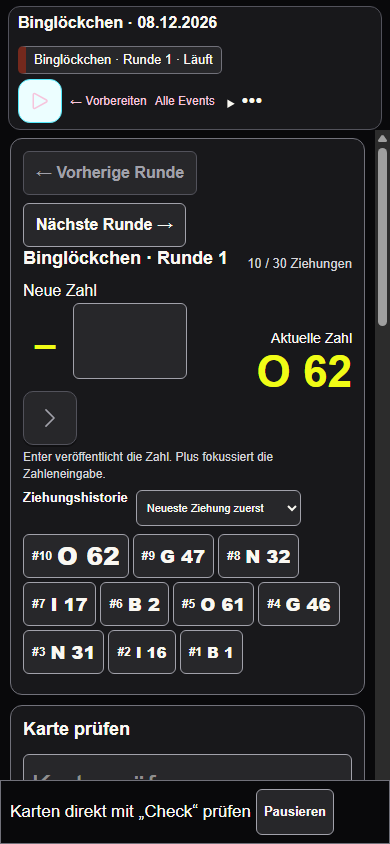 Binglöckchen · 08.12.2026
Binglöckchen · Runde 1 · Läuft
← Vorbereiten Alle Events ▶ •••
← Vorherige Runde
Nächste Runde →
Binglöckchen · Runde 1 10 / 30 Ziehungen
Neue Zahl
–
Aktuelle Zahl
O 62
Enter veröffentlicht die Zahl. Plus fokussiert die
Zahleneingabe.
Ziehungshistorie Neueste Ziehung zuerst
#10 O 62 #9 G 47 #8 N 32
#7 I 17 #6 B 2 #5 O 61 #4 G 46
#3 N 31 #2 I 16 #1 B 1
Karte prüfen
Karten direkt mit „Check“ prüfen Pausieren